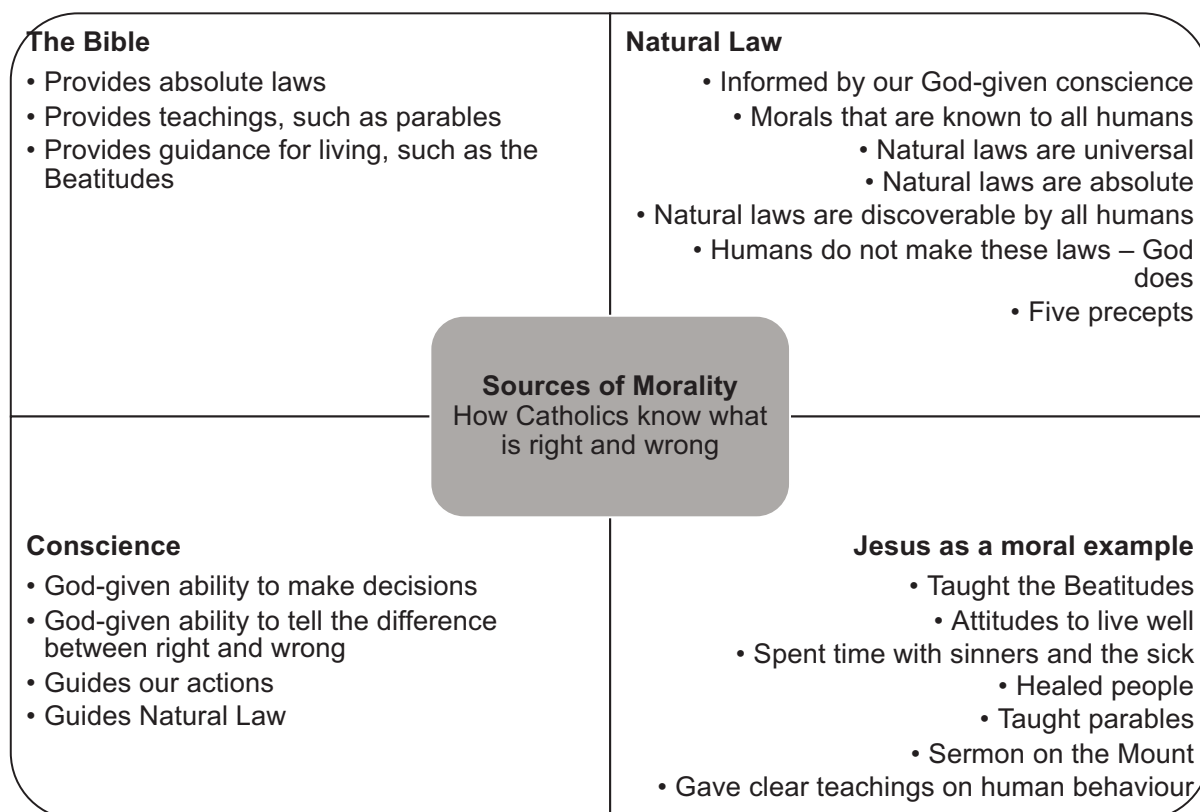 The Bible
• Provides absolute laws
• Provides teachings, such as parables
• Provides guidance for living, such as the
Beatitudes
Natural Law
• Informed by our God-given conscience
• Morals that are known to all humans
• Natural laws are universal
• Natural laws are absolute
• Natural laws are discoverable by all humans
• Humans do not make these laws – God
does
• Five precepts
Sources of Morality
How Catholics know what
is right and wrong
Conscience
• God-given ability to make decisions
• God-given ability to tell the difference
between right and wrong
• Guides our actions
• Guides Natural Law
Jesus as a moral example
• Taught the Beatitudes
• Attitudes to live well
• Spent time with sinners and the sick
• Healed people
• Taught parables
• Sermon on the Mount
• Gave clear teachings on human behaviour